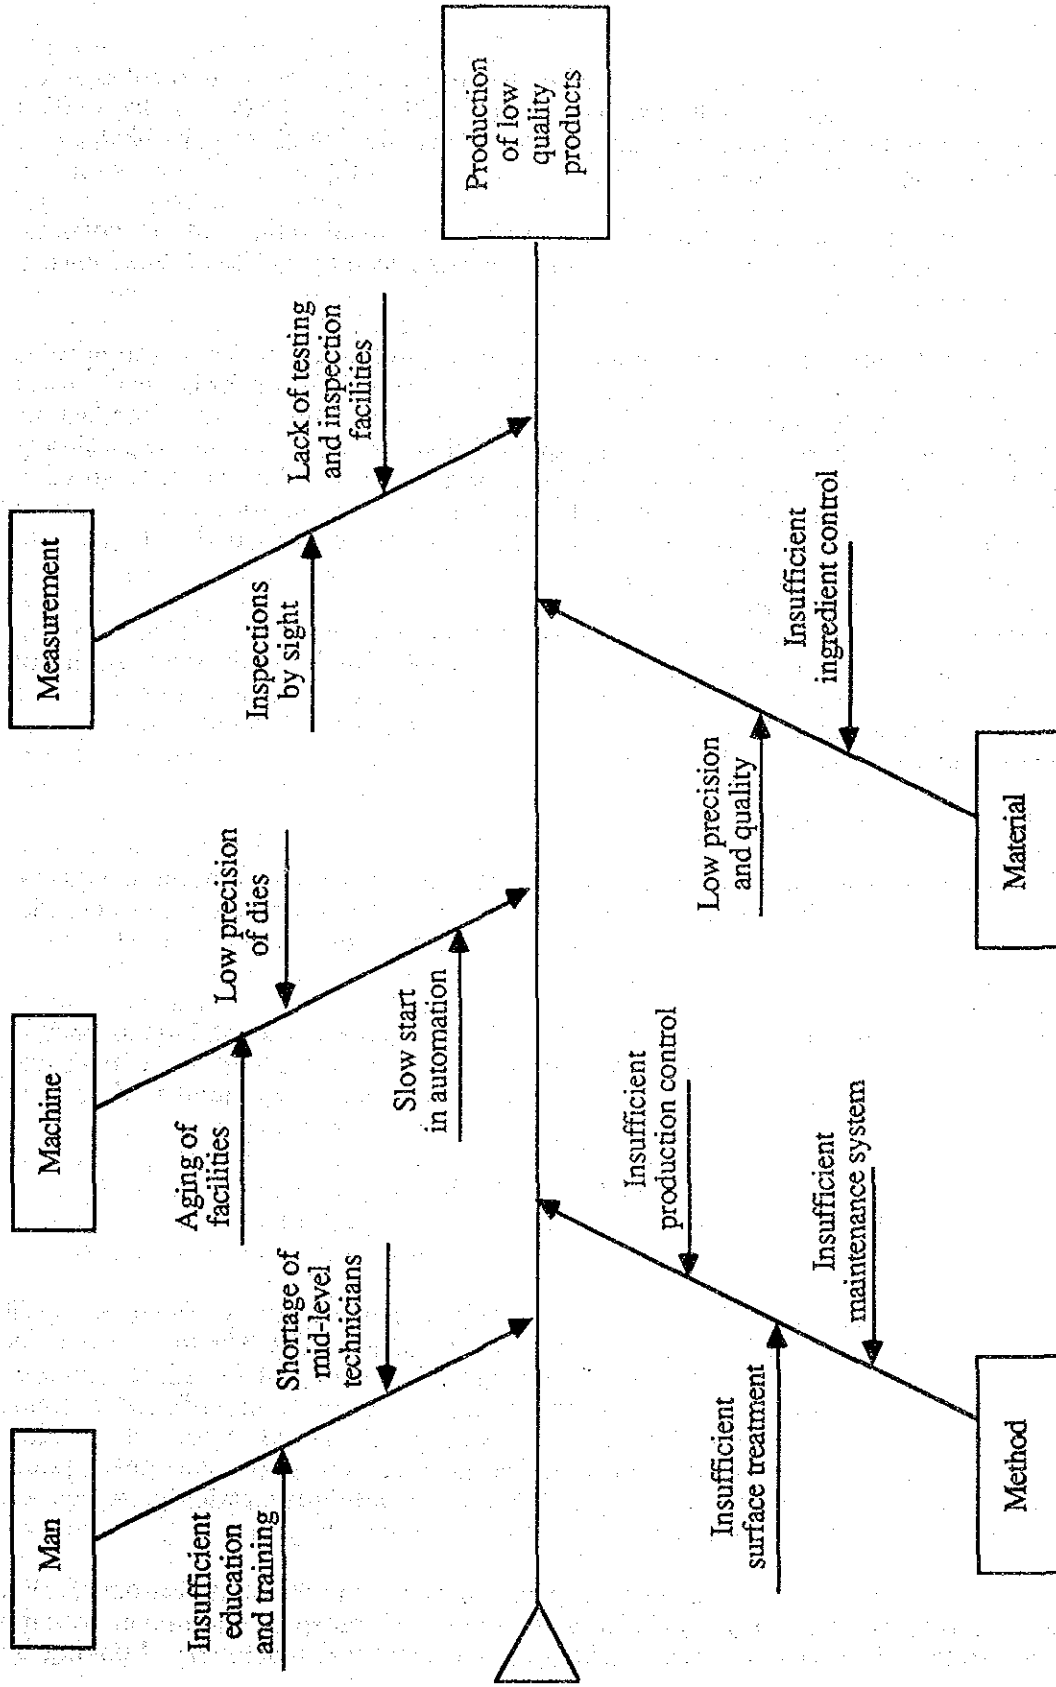 Man
Insufficient
education
and training
Shortage of
mid-level
technicians
Machine
Aging of
facilities
Low precision
of dies
Slow start
in automation
Measurement
Inspections
by sight
Lack of testing
and inspection
facilities
Production
of low
quality
products
Method
Insufficient
surface treatment
Insufficient
production control
Insufficient
maintenance system
Material
Low precision
and quality
Insufficient
ingredient control